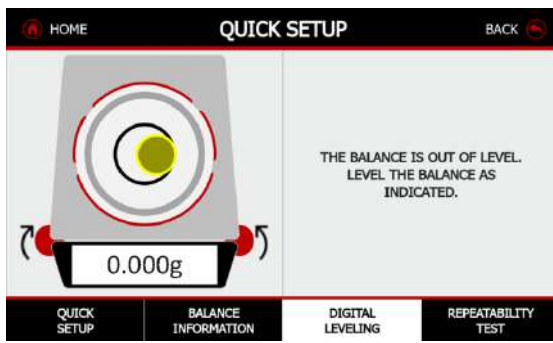 HOME
QUICK SETUP
BACK
THE BALANCE IS OUT OF LEVEL.
LEVEL THE BALANCE AS
INDICATED.
0.000g
QUICK
SETUP
BALANCE
INFORMATION
DIGITAL
LEVELING
REPEATABILITY
TEST